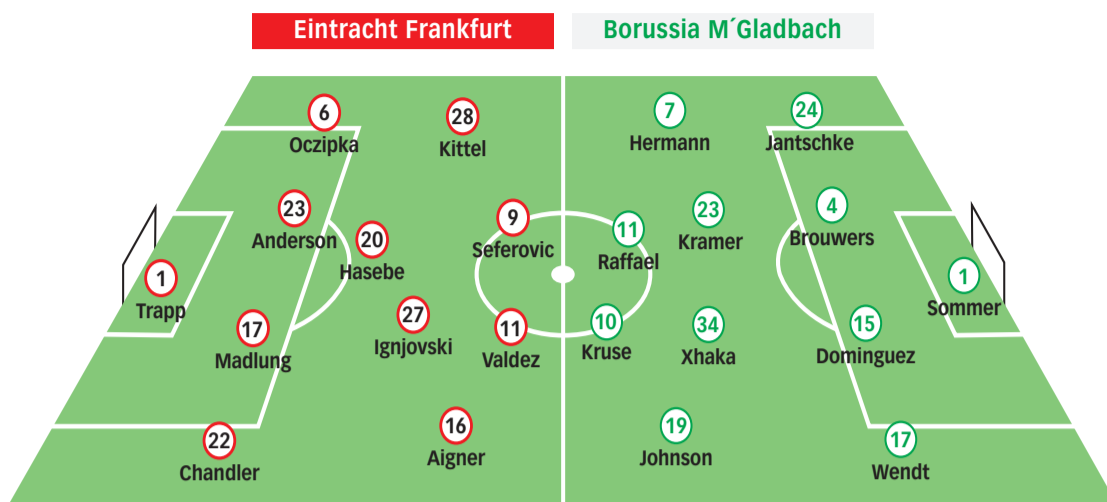 Eintracht Frankfurt
Borussia M´Gladbach
6
Oczipka
28
Kittel
23
Anderson
20
Hasebe
9
Seferovic
1
Trapp
17
Madlung
27
Ignjovski
11
Valdez
22
Chandler
16
Aigner
7
Hermann
24
Jantschke
11
Raffael
23
Kramer
4
Brouwers
1
Sommer
10
Kruse
34
Xhaka
15
Dominguez
19
Johnson
17
Wendt